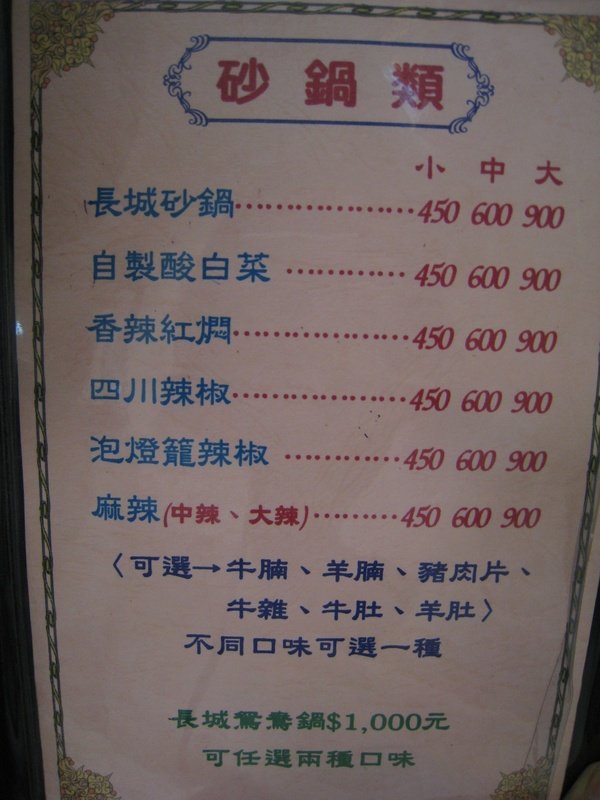 砂鍋類
小 中 大
長城砂鍋………………450 600 900
自製酸白菜…………450 600 900
香辣紅燜………………450 600 900
四川辣椒………………450 600 900
泡燈籠辣椒…………450 600 900
麻辣(中辣、大辣)………450 600 900
〈可選→牛腩、羊腩、豬肉片、
牛雜、牛肚、羊肚〉
不同口味可選一種
長城鴛鴦鍋$1,000元
可任選兩種口味